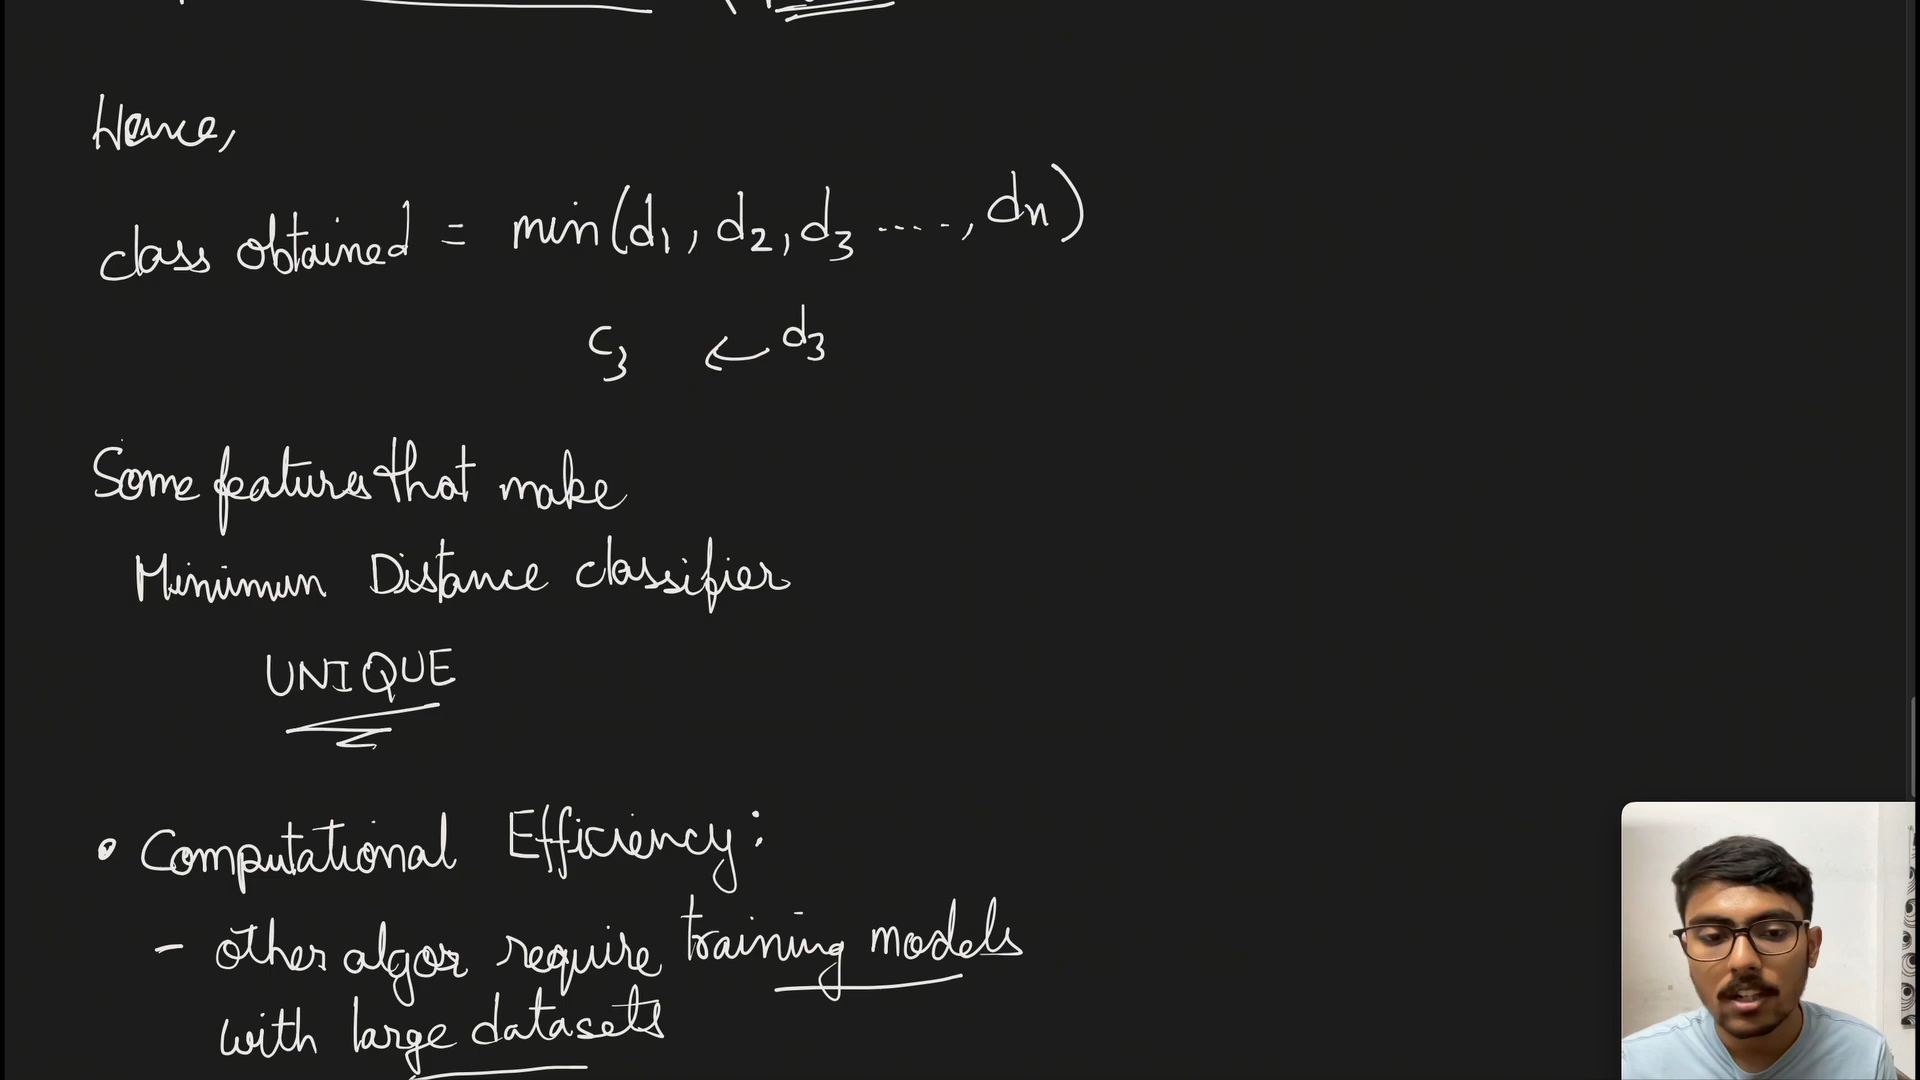 Hence,
class obtained = min(d1, d2, d3 ....., dn)
c3 ← d3
Some features that make
Minimum Distance classifier
UNIQUE
• Computational Efficiency:
- other algos require training models
with large datasets